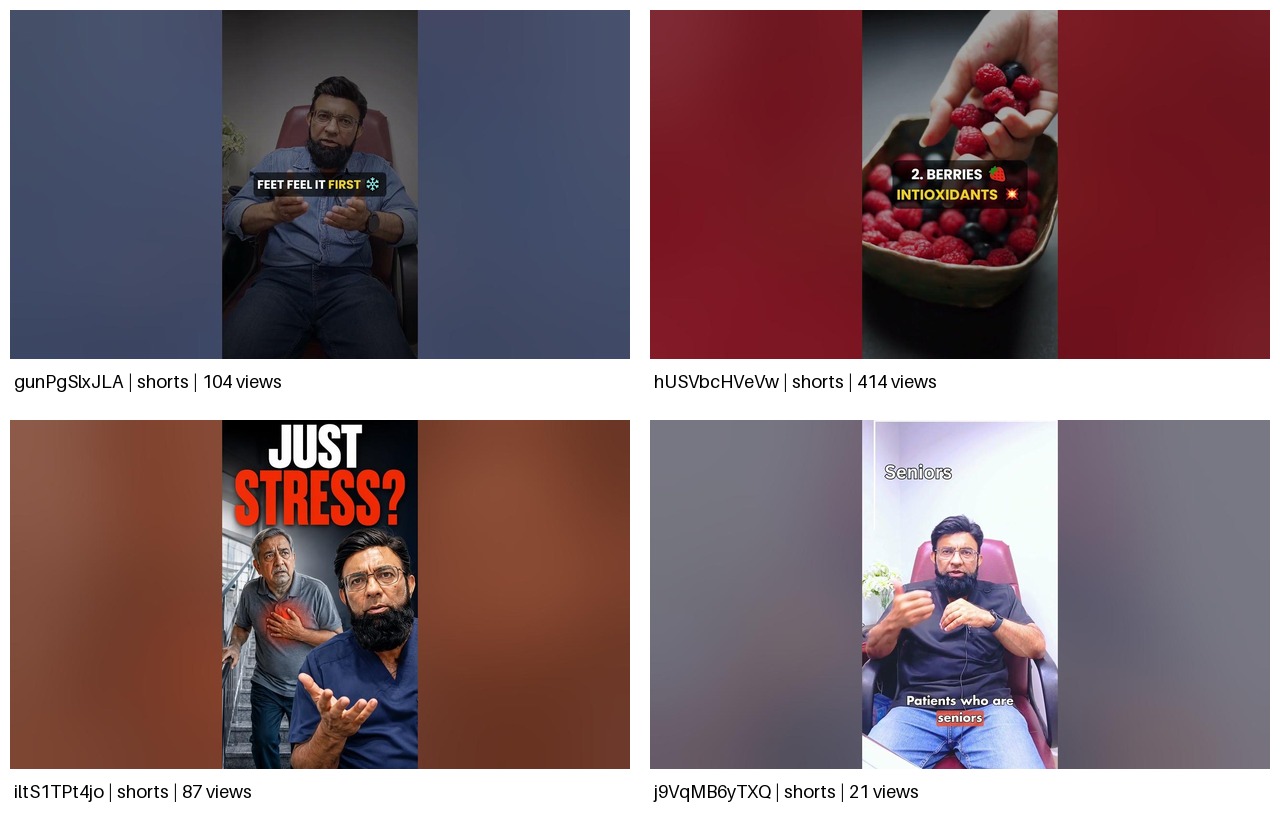 FEET FEEL IT FIRST ❄️
gunPgSlxJLA | shorts | 104 views
2. BERRIES 🍓
INTIOXIDANTS 💥
hUSVbcHVeVw | shorts | 414 views
JUST
STRESS?
iltS1TPt4jo | shorts | 87 views
Seniors
Patients who are
seniors
j9VqMB6yTXQ | shorts | 21 views